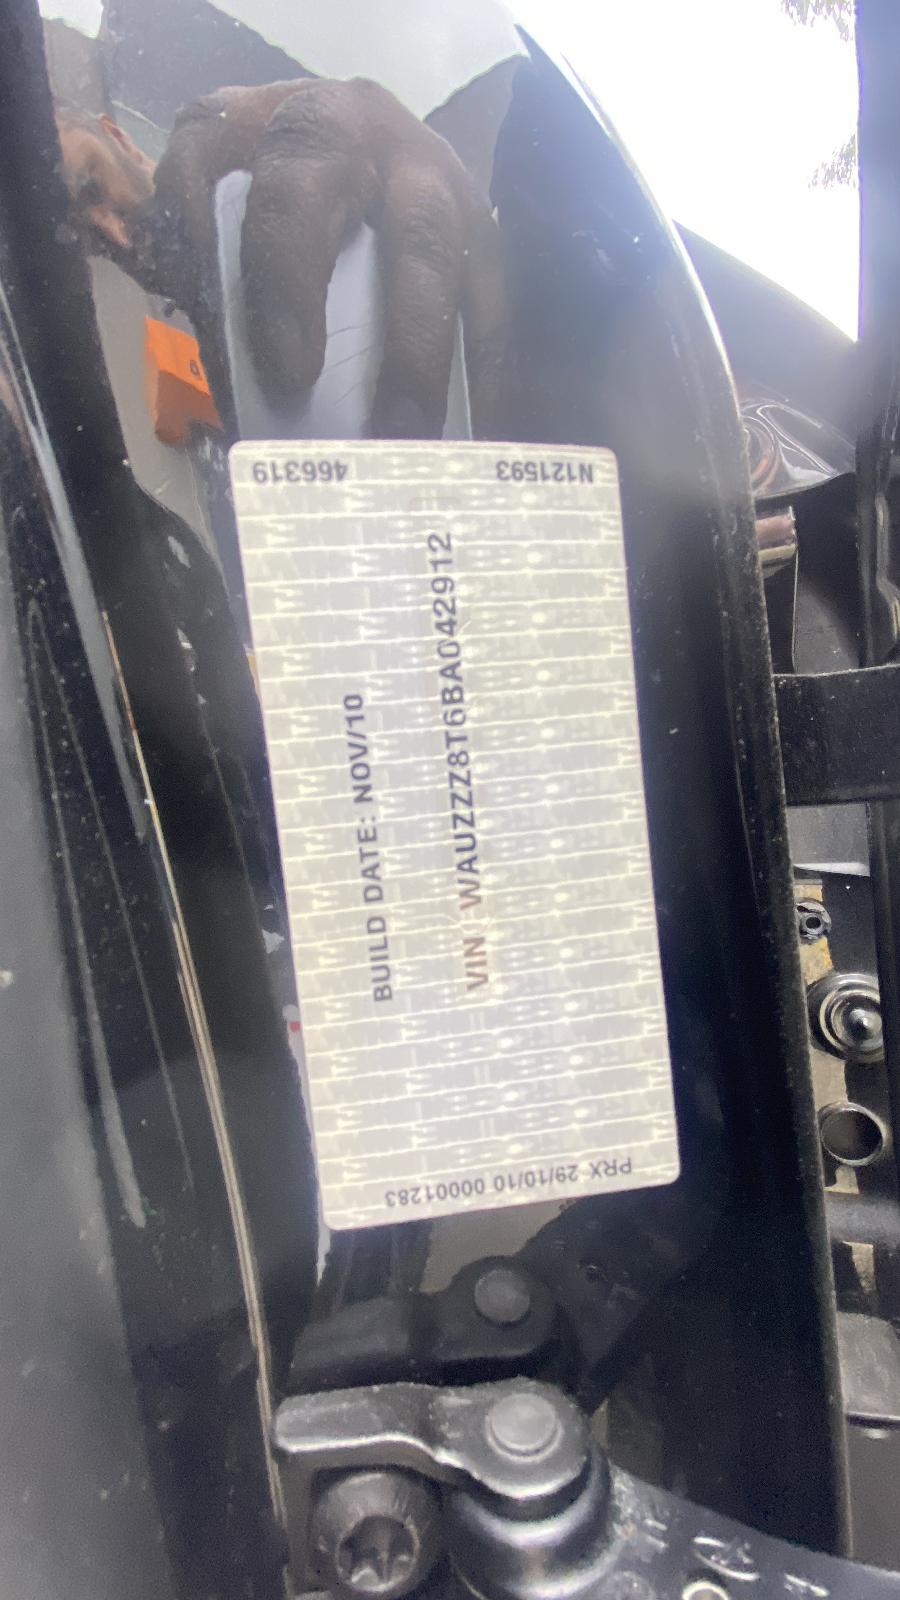 466319
N121593
BUILD DATE: NOV/10
VIN WAUZZZ8T6BA042912
PRX 29/10/10 00001283